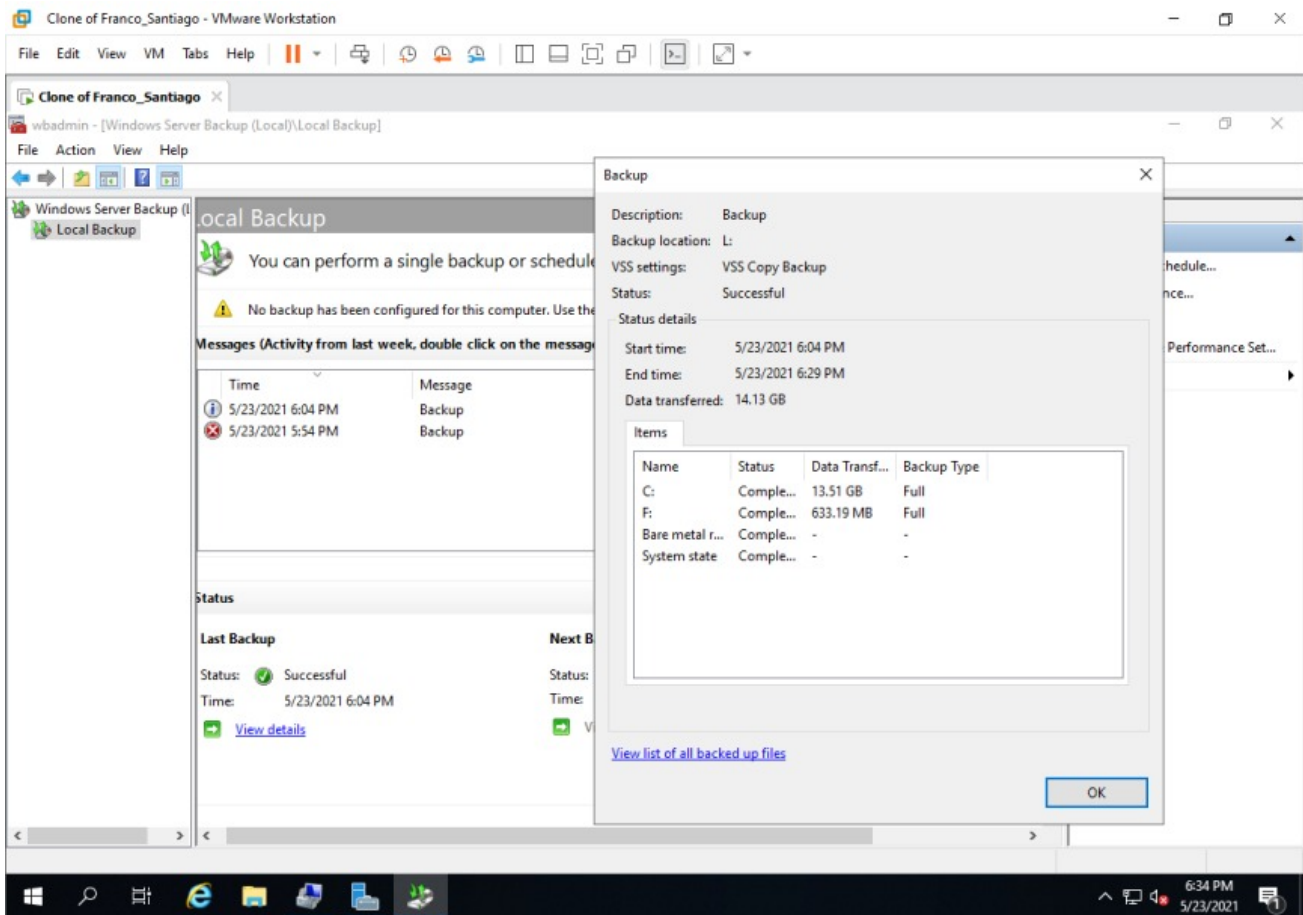 Clone of Franco_Santiago - VMware Workstation
File Edit View VM Tabs Help
Clone of Franco_Santiago
wbadmin - [Windows Server Backup (Local)\Local Backup]
File Action View Help
Windows Server Backup (L
Local Backup
Local Backup
You can perform a single backup or schedule
No backup has been configured for this computer. Use the
Messages (Activity from last week, double click on the messag
Time Message
5/23/2021 6:04 PM Backup
5/23/2021 5:54 PM Backup
Status
Last Backup
Status: Successful
Time: 5/23/2021 6:04 PM
View details
Next B
Status:
Time:
Vi
Backup
Description: Backup
Backup location: L:
VSS settings: VSS Copy Backup
Status: Successful
Status details
Start time: 5/23/2021 6:04 PM
End time: 5/23/2021 6:29 PM
Data transferred: 14.13 GB
Items
Name Status Data Transf... Backup Type
C: Comple... 13.51 GB Full
F: Comple... 633.19 MB Full
Bare metal r... Comple... - -
System state Comple... - -
View list of all backed up files
OK
hedule...
nce...
Performance Set...
6:34 PM
5/23/2021
1